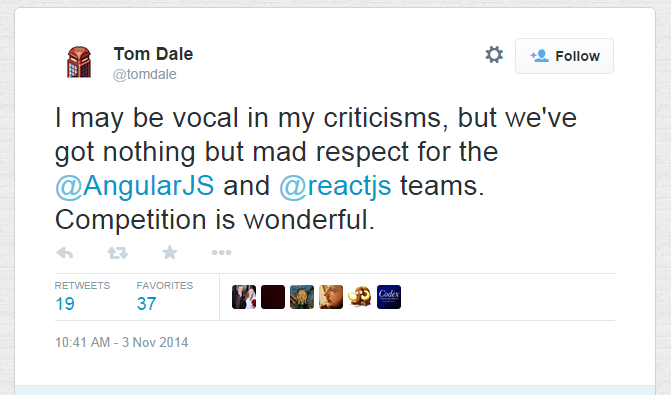 Tom Dale
@tomdale
Follow
I may be vocal in my criticisms, but we've
got nothing but mad respect for the
@AngularJS and @reactjs teams.
Competition is wonderful.
RETWEETS FAVORITES
19 37
Codex
10:41 AM - 3 Nov 2014